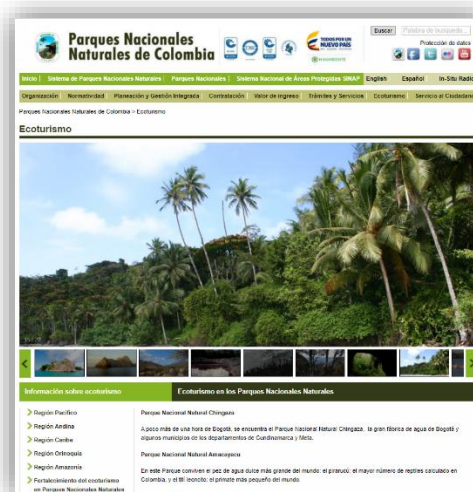 Parques Nacionales
Naturales de Colombia
TODOS POR UN
NUEVO PAÍS
Buscar
Protección de datos
Inicio | Sistema de Parques Nacionales Naturales | Parques Nacionales | Sistema Nacional de Áreas Protegidas SINAP English Español In-Situ Radio
Organización Normatividad Planeación y Gestión Integrada Contratación Valor de ingreso Trámites y Servicios Ecoturismo Servicio al Ciudadano
Parques Nacionales Naturales de Colombia > Ecoturismo
Ecoturismo
Información sobre ecoturismo
Ecoturismo en los Parques Nacionales Naturales
Región Pacífico
Región Andina
Región Caribe
Región Orinoquía
Región Amazonía
Fortalecimiento del ecoturismo
en Parques Nacionales Naturales
Parque Nacional Natural Chingaza
A poco más de una hora de Bogotá, se encuentra el Parque Nacional Natural Chingaza, la gran fábrica de agua de Bogotá y
algunos municipios de los departamentos de Cundinamarca y Meta.
Parque Nacional Natural Amacayacu
En este Parque conviven el pez de agua dulce más grande del mundo: el pirarucú; el mayor número de reptiles calculado en
Colombia, y el tití leoncito: el primate más pequeño del mundo.